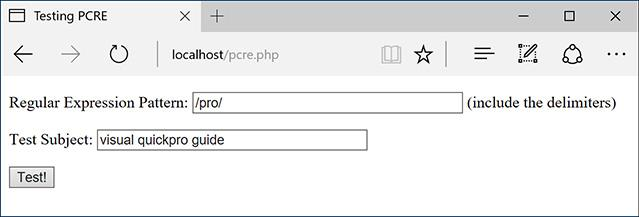 Testing PCRE
localhost/pcre.php
Regular Expression Pattern: /pro/ (include the delimiters)
Test Subject: visual quickpro guide
Test!